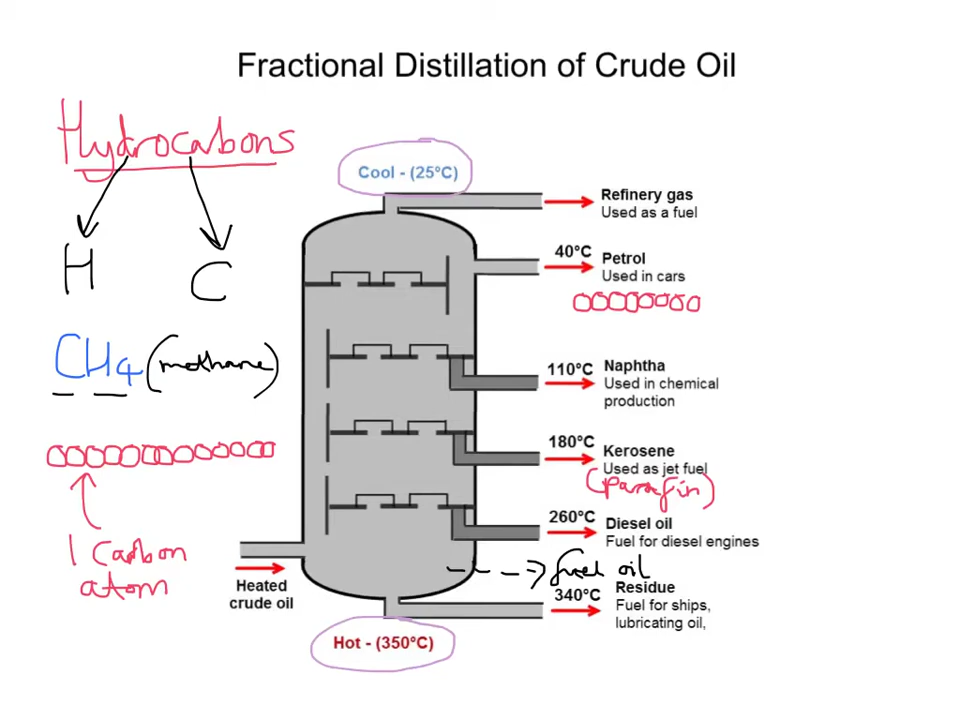 Fractional Distillation of Crude Oil
Hydrocarbons
H
C
CH4 (methane)
1 Carbon
atom
Cool - (25°C)
Refinery gas
Used as a fuel
40°C
Petrol
Used in cars
110°C
Naphtha
Used in chemical
production
180°C
Kerosene
Used as jet fuel
(Parafin)
260°C
Diesel oil
Fuel for diesel engines
fuel oil
340°C
Residue
Fuel for ships,
lubricating oil,
Heated
crude oil
Hot - (350°C)